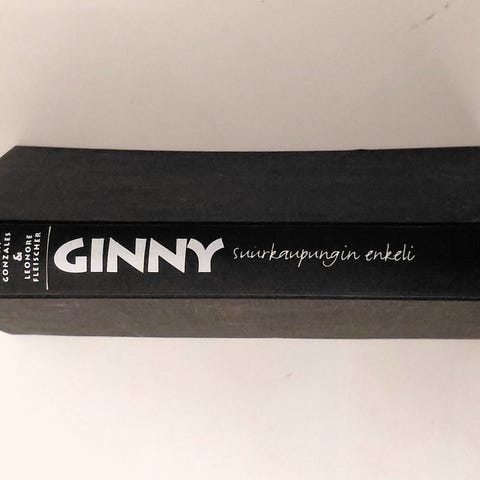 GONZALES
&
LEONORE
FLEISCHER
GINNY suurkaupungin enkeli